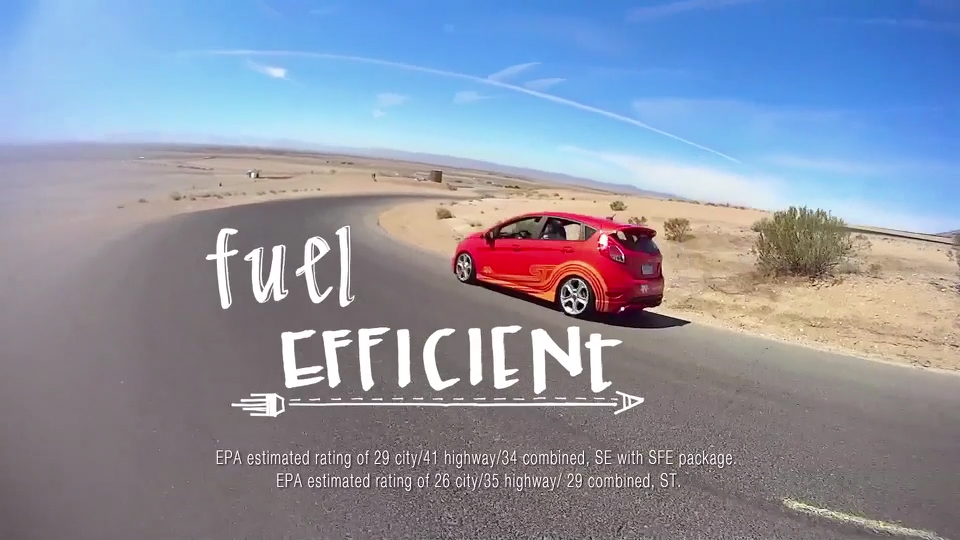 fuel
EFFICIENt
ST
EPA estimated rating of 29 city/41 highway/34 combined, SE with SFE package.
EPA estimated rating of 26 city/35 highway/ 29 combined, ST.